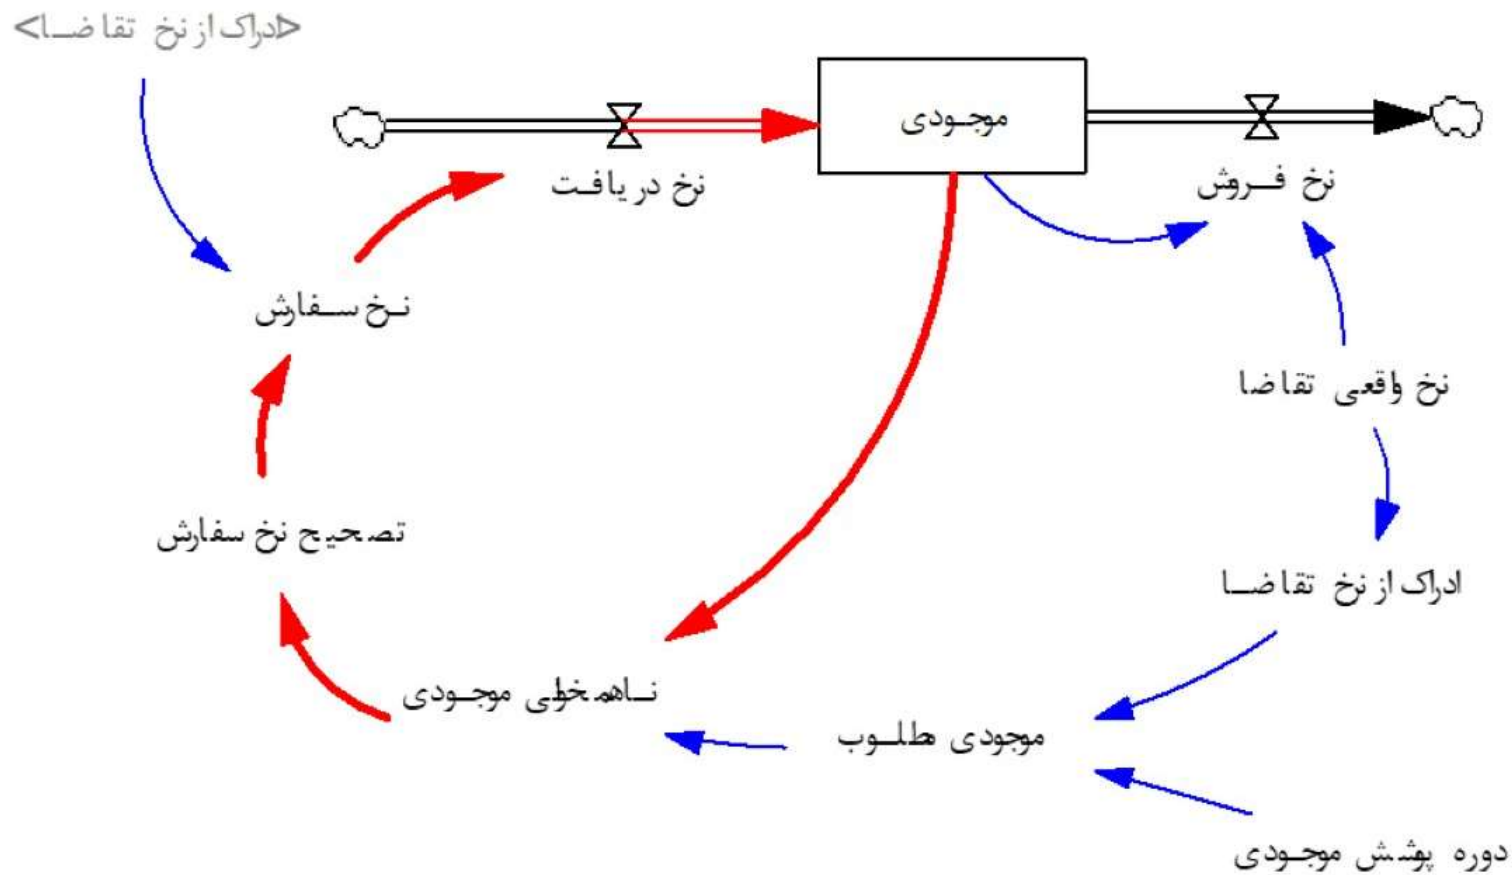 <ادراک از نرخ تقاضا>
موجودی
نرخ دریافت
نرخ فروش
نرخ سفارش
نرخ واقعی تقاضا
تصحیح نرخ سفارش
ادراک از نرخ تقاضا
ناهمخوانی موجودی
موجودی مطلوب
دوره پوشش موجودی